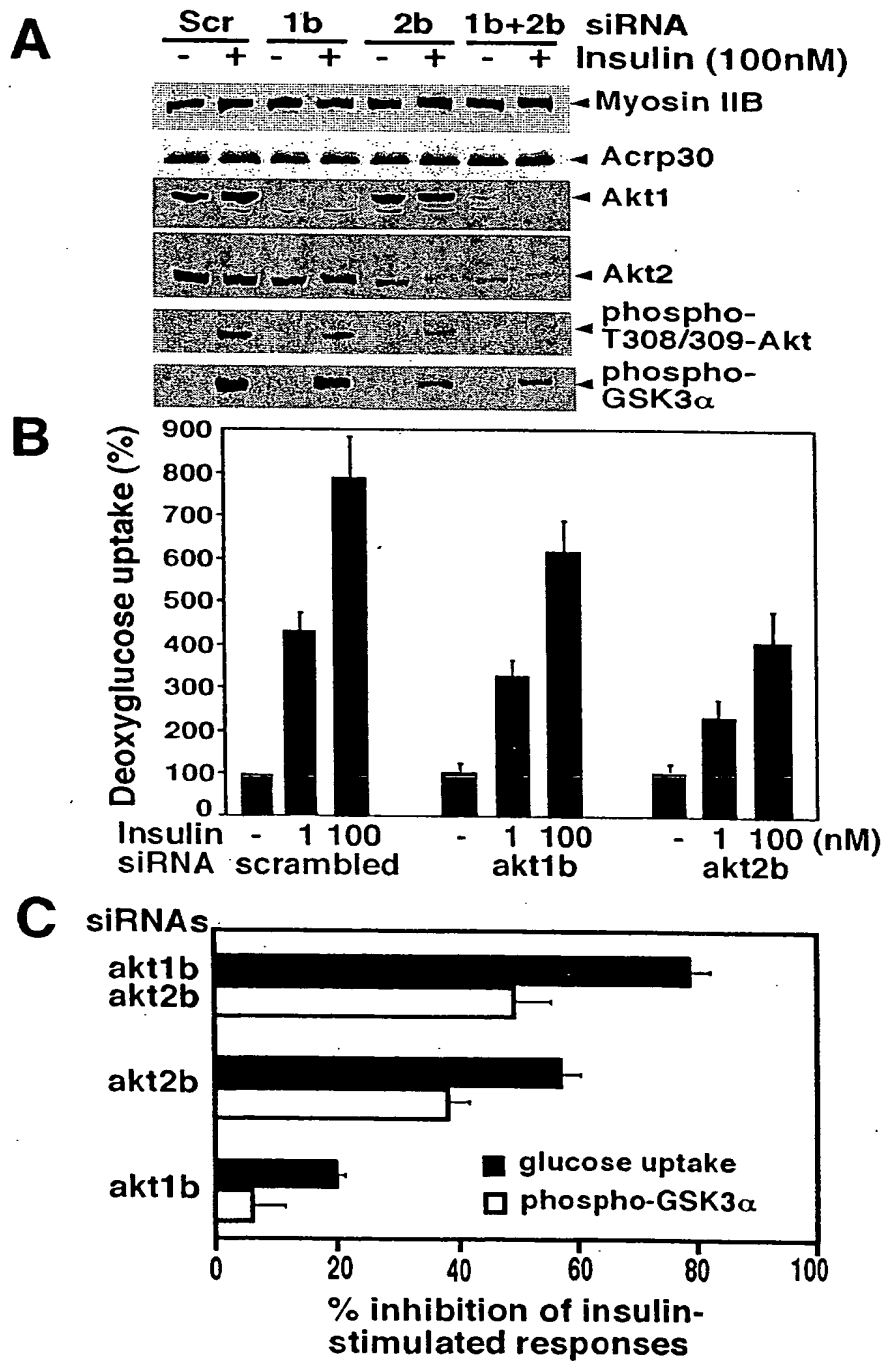 A
Scr 1b 2b 1b+2b siRNA
- + - + - + - + Insulin (100nM)
Myosin IIB
Acrp30
Akt1
Akt2
phospho-
T308/309-Akt
phospho-
GSK3α
B
Deoxyglucose uptake (%)
900
800
700
600
500
400
300
200
100
0
Insulin - 1 100 - 1 100 - 1 100 (nM)
siRNA scrambled akt1b akt2b
C
siRNAs
akt1b
akt2b
akt2b
akt1b
glucose uptake
phospho-GSK3α
0 20 40 60 80 100
% inhibition of insulin-
stimulated responses